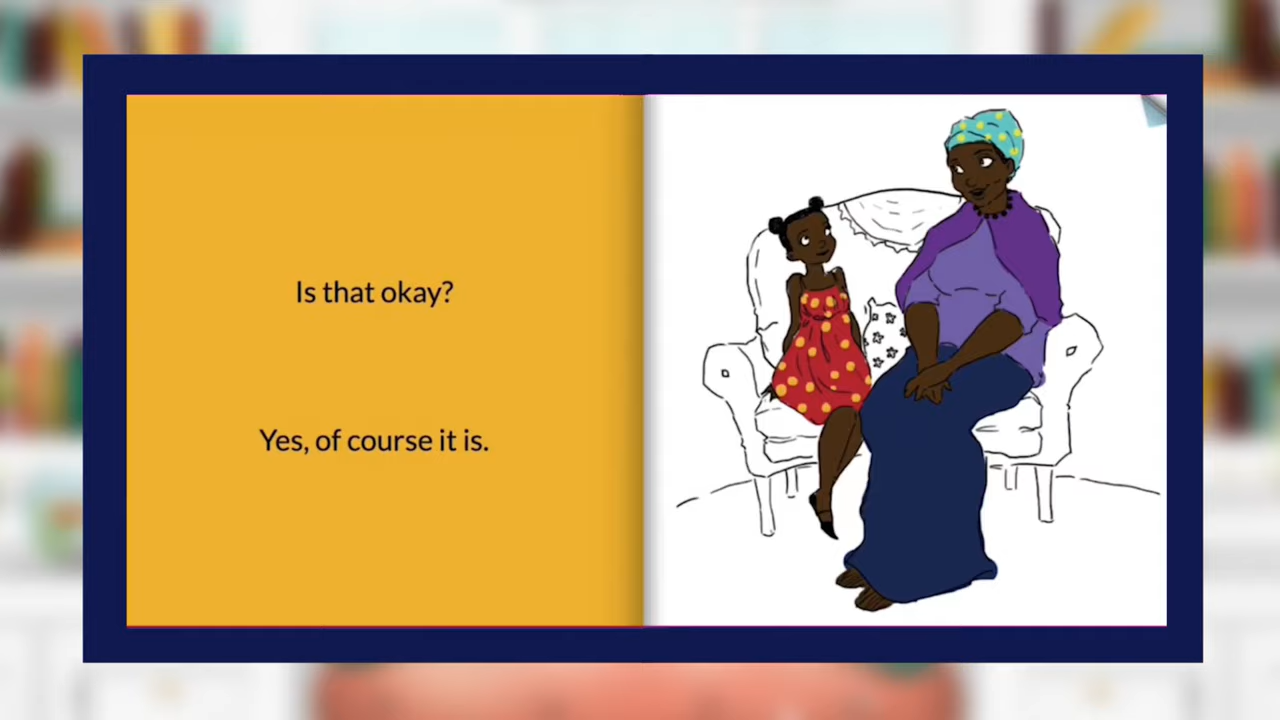 Is that okay?
Yes, of course it is.